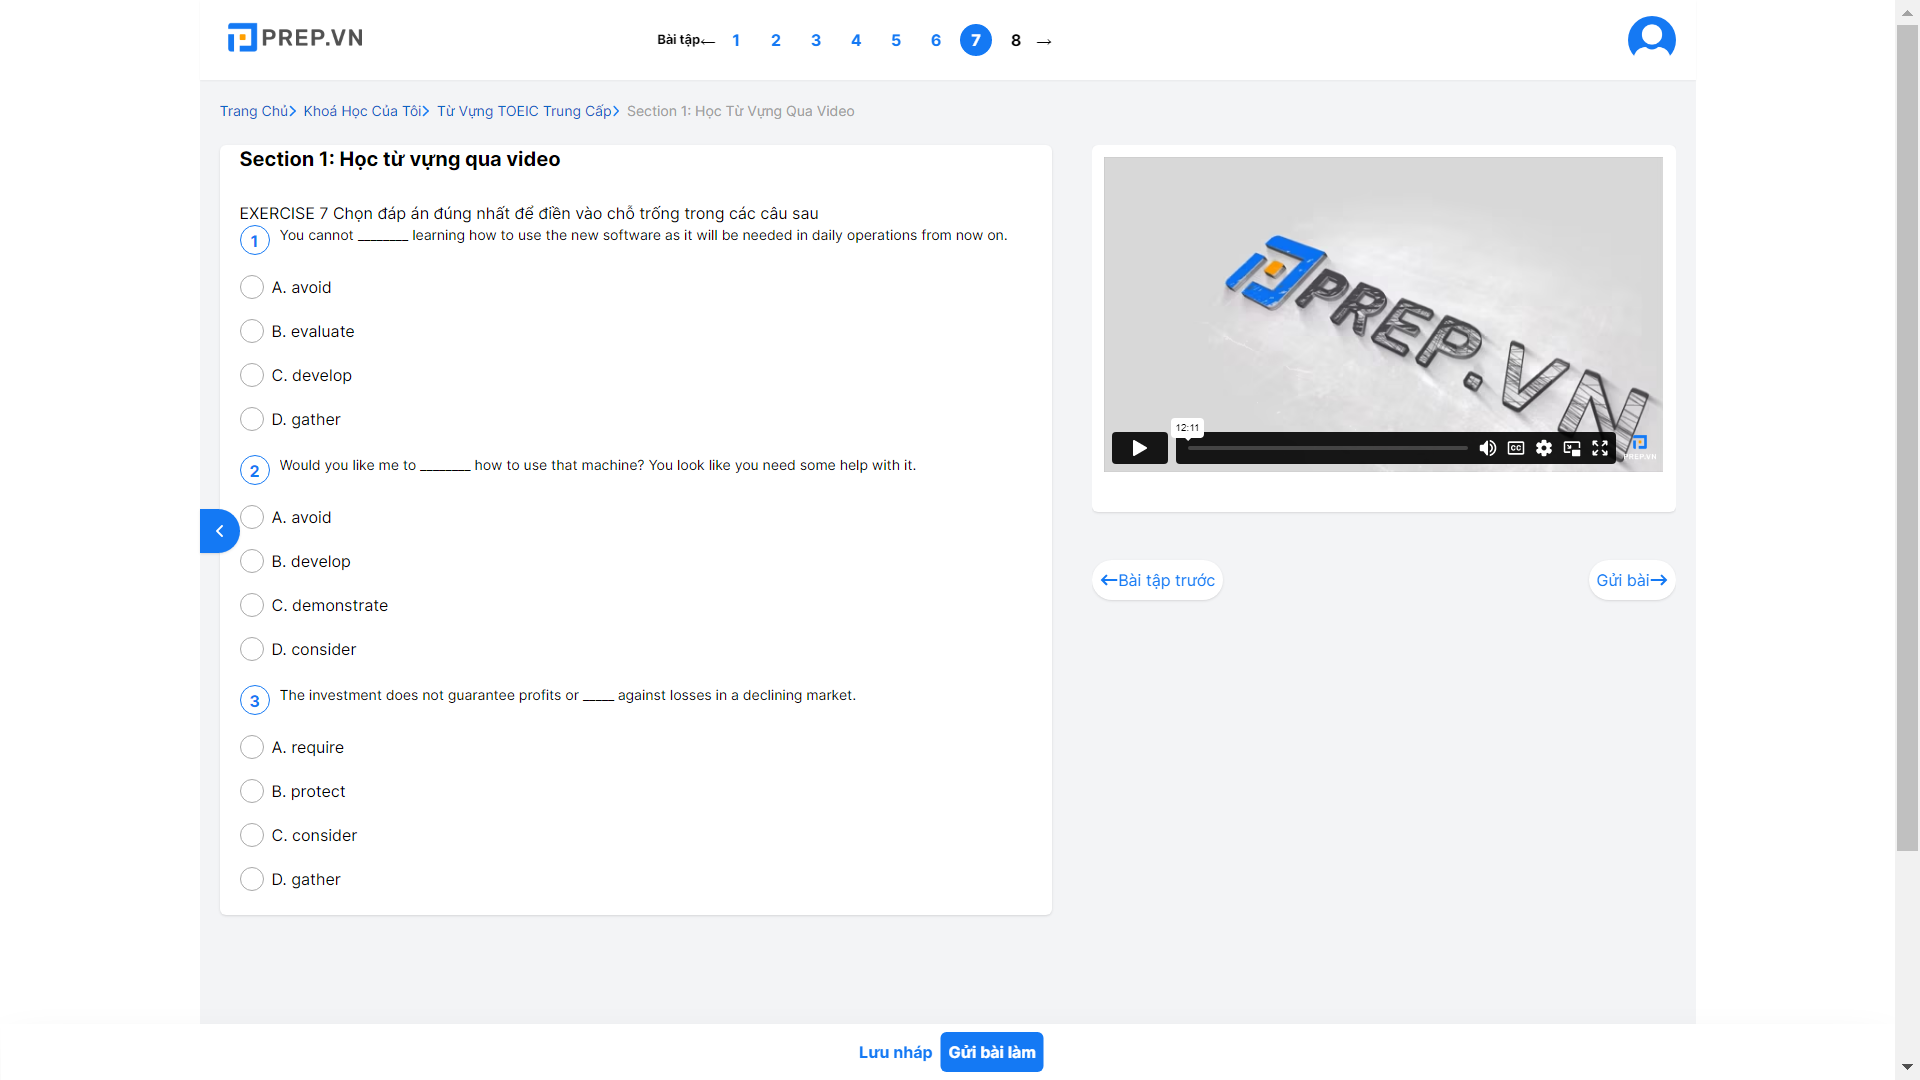 PREP.VN
Bài tập← 1 2 3 4 5 6 7 8 →
Trang Chủ> Khoá Học Của Tôi> Từ Vựng TOEIC Trung Cấp> Section 1: Học Từ Vựng Qua Video
Section 1: Học từ vựng qua video
EXERCISE 7 Chọn đáp án đúng nhất để điền vào chỗ trống trong các câu sau
1 You cannot ________ learning how to use the new software as it will be needed in daily operations from now on.
A. avoid
B. evaluate
C. develop
D. gather
2 Would you like me to ________ how to use that machine? You look like you need some help with it.
A. avoid
B. develop
C. demonstrate
D. consider
3 The investment does not guarantee profits or _____ against losses in a declining market.
A. require
B. protect
C. consider
D. gather
PREP.VN
12:11
CC
PREP.VN
←Bài tập trước
Gửi bài→
Lưu nháp
Gửi bài làm